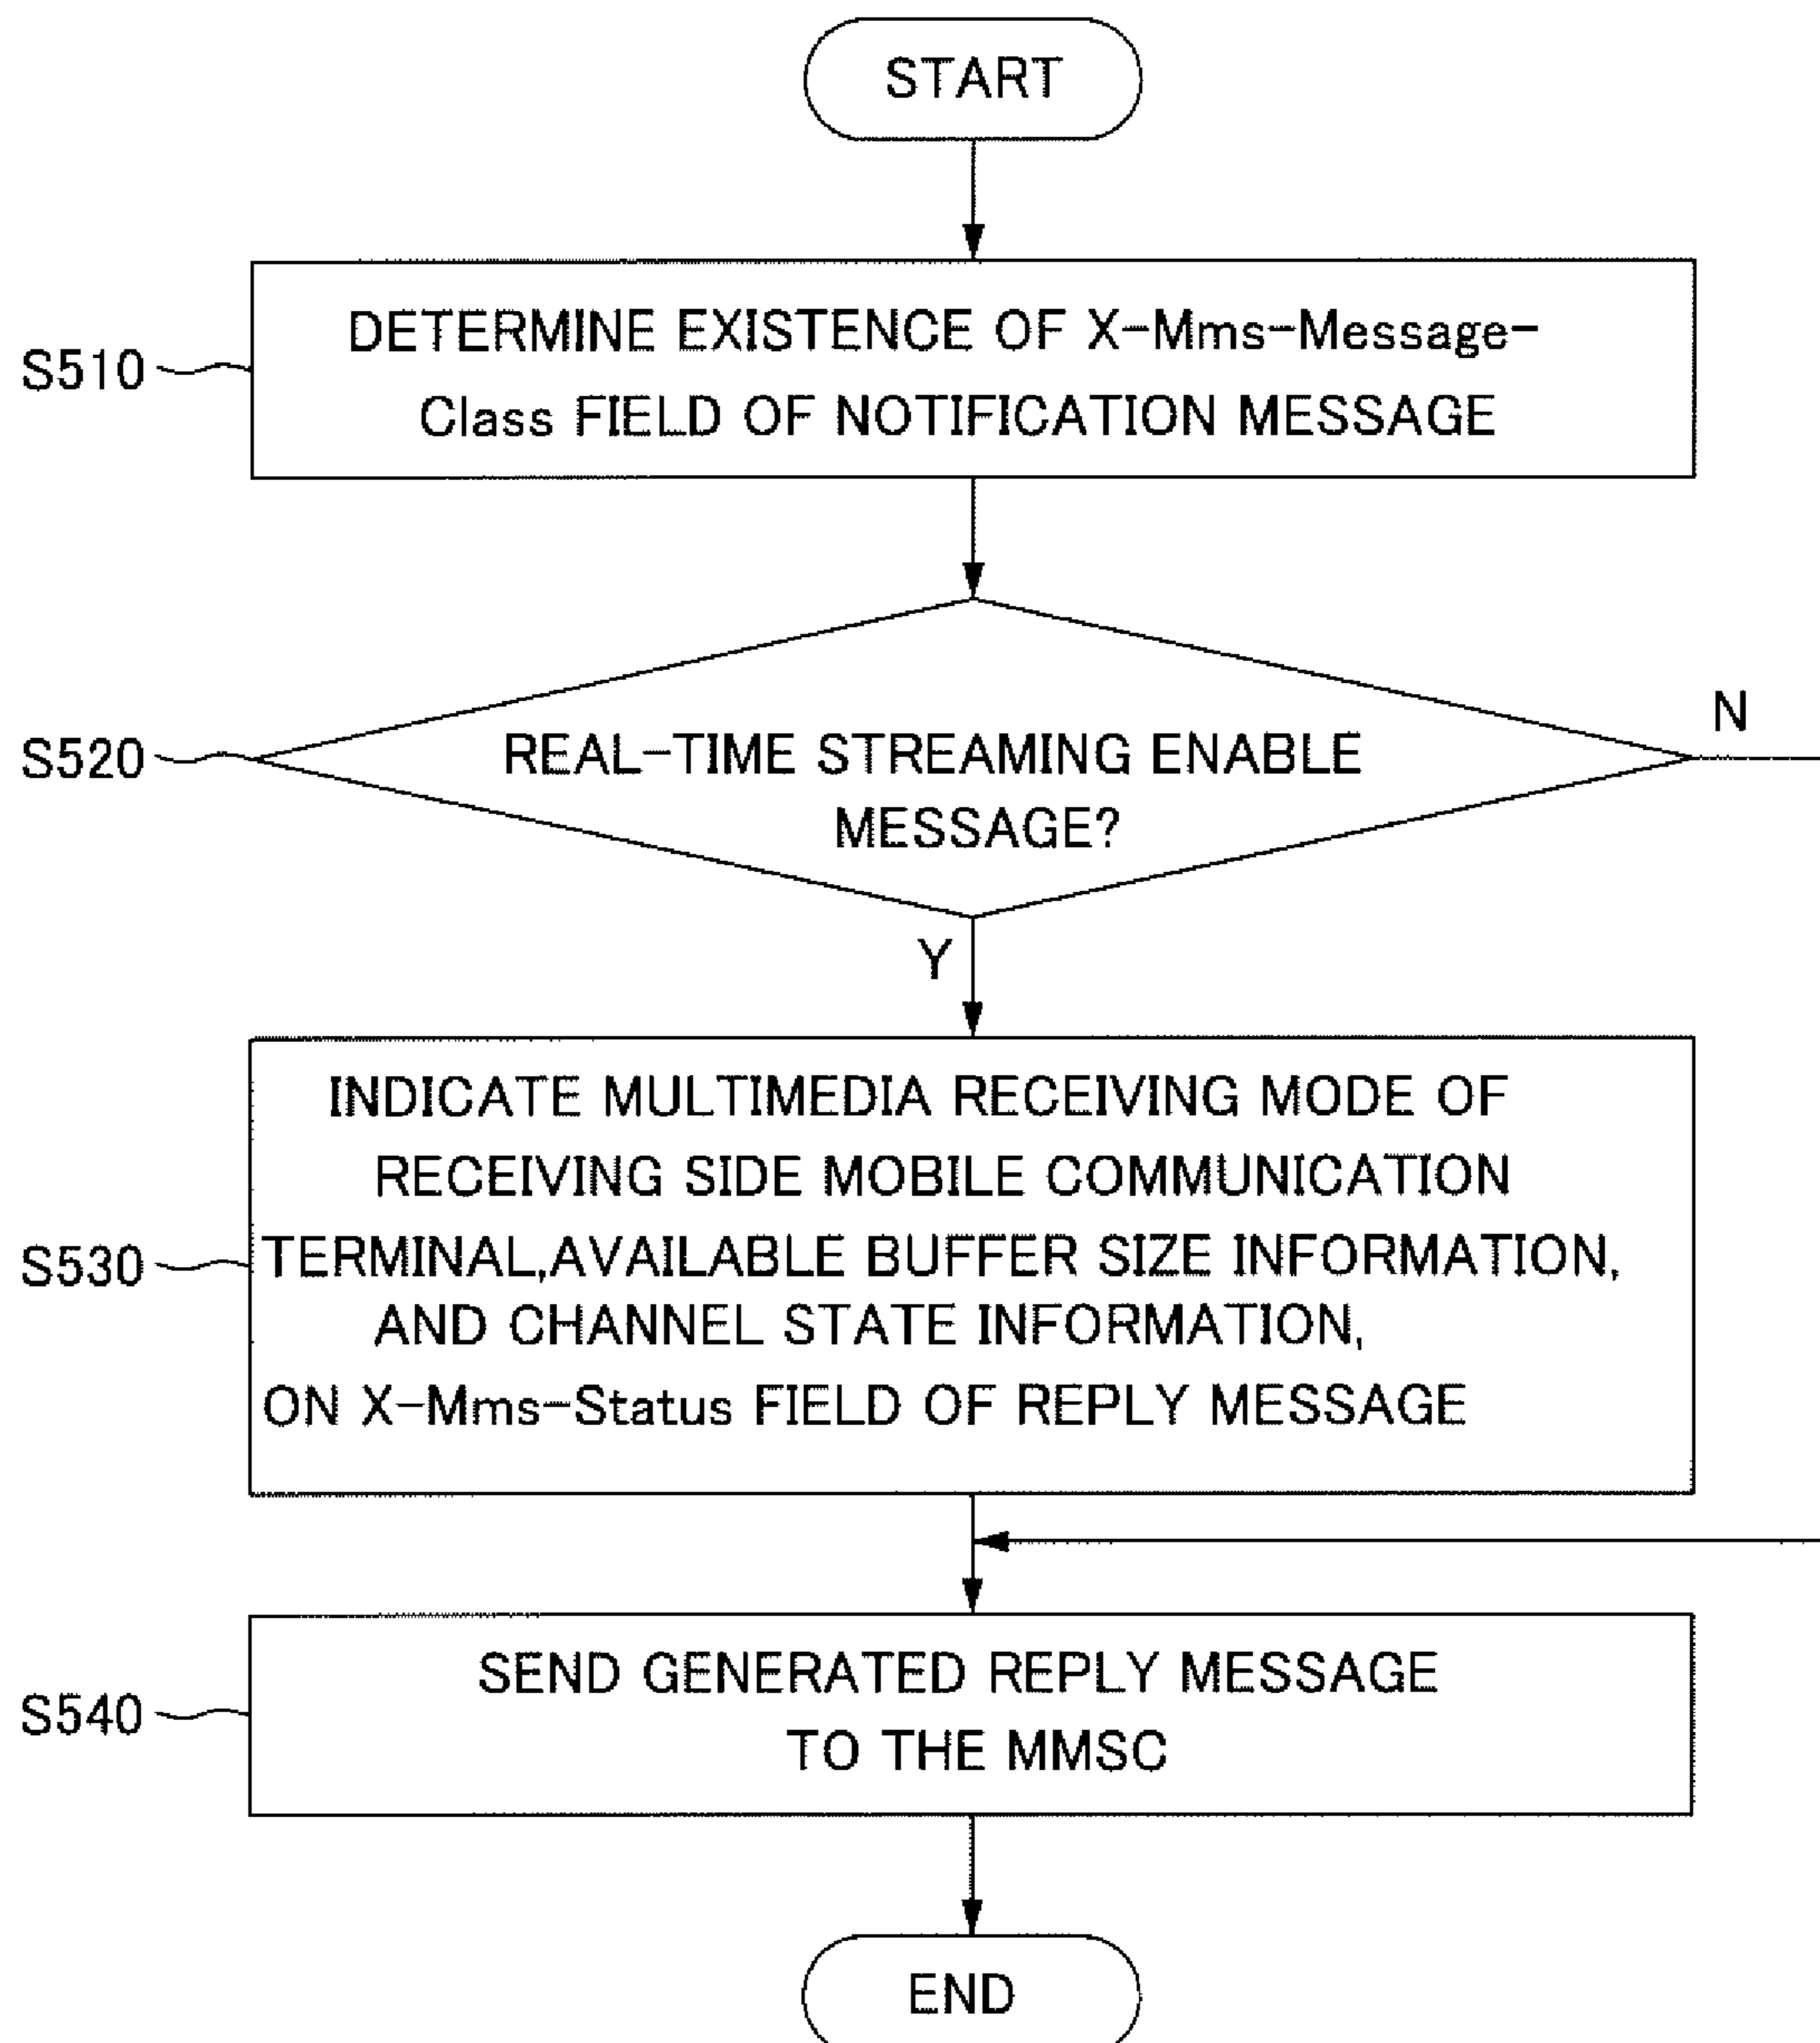 START
S510
DETERMINE EXISTENCE OF X-Mms-Message-
Class FIELD OF NOTIFICATION MESSAGE
S520
REAL-TIME STREAMING ENABLE
MESSAGE?
N
Y
S530
INDICATE MULTIMEDIA RECEIVING MODE OF
RECEIVING SIDE MOBILE COMMUNICATION
TERMINAL,AVAILABLE BUFFER SIZE INFORMATION,
AND CHANNEL STATE INFORMATION,
ON X-Mms-Status FIELD OF REPLY MESSAGE
S540
SEND GENERATED REPLY MESSAGE
TO THE MMSC
END